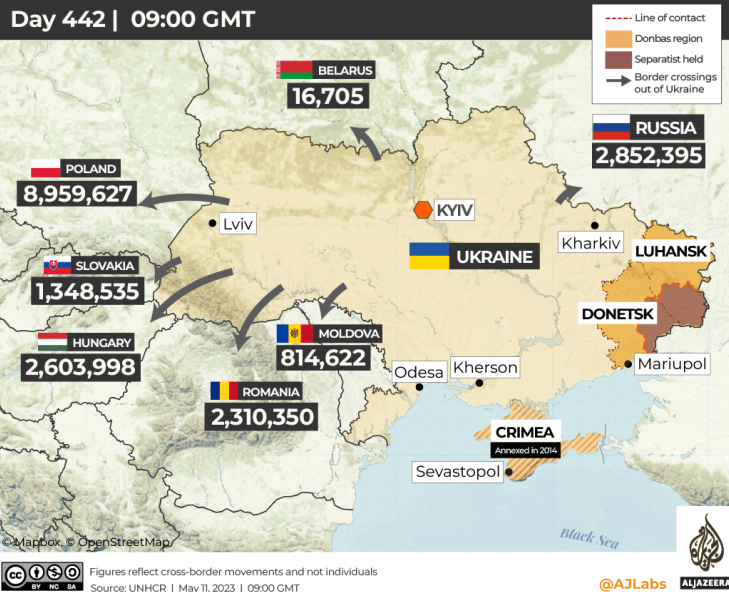 Day 442 | 09:00 GMT
Line of contact
Donbas region
Separatist held
Border crossings
out of Ukraine
BELARUS
16,705
RUSSIA
2,852,395
POLAND
8,959,627
KYIV
Lviv
UKRAINE
Kharkiv
LUHANSK
SLOVAKIA
1,348,535
DONETSK
HUNGARY
2,603,998
MOLDOVA
814,622
ROMANIA
2,310,350
Odesa
Kherson
Mariupol
CRIMEA
Annexed in 2014
Sevastopol
Black Sea
© Mapbox, © OpenStreetMap
cc
BY NC SA
Figures reflect cross-border movements and not individuals
Source: UNHCR | May 11, 2023 | 09:00 GMT
@AJLabs
ALJAZEERA